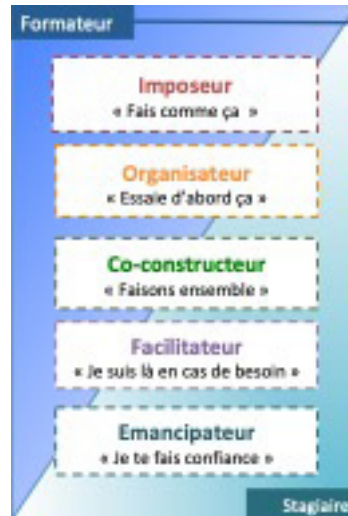 Formateur
Imposeur
« Fais comme ça »
Organisateur
« Essaie d'abord ça »
Co-constructeur
« Faisons ensemble »
Facilitateur
« Je suis là en cas de besoin »
Emancipateur
« Je te fais confiance »
Stagiaire